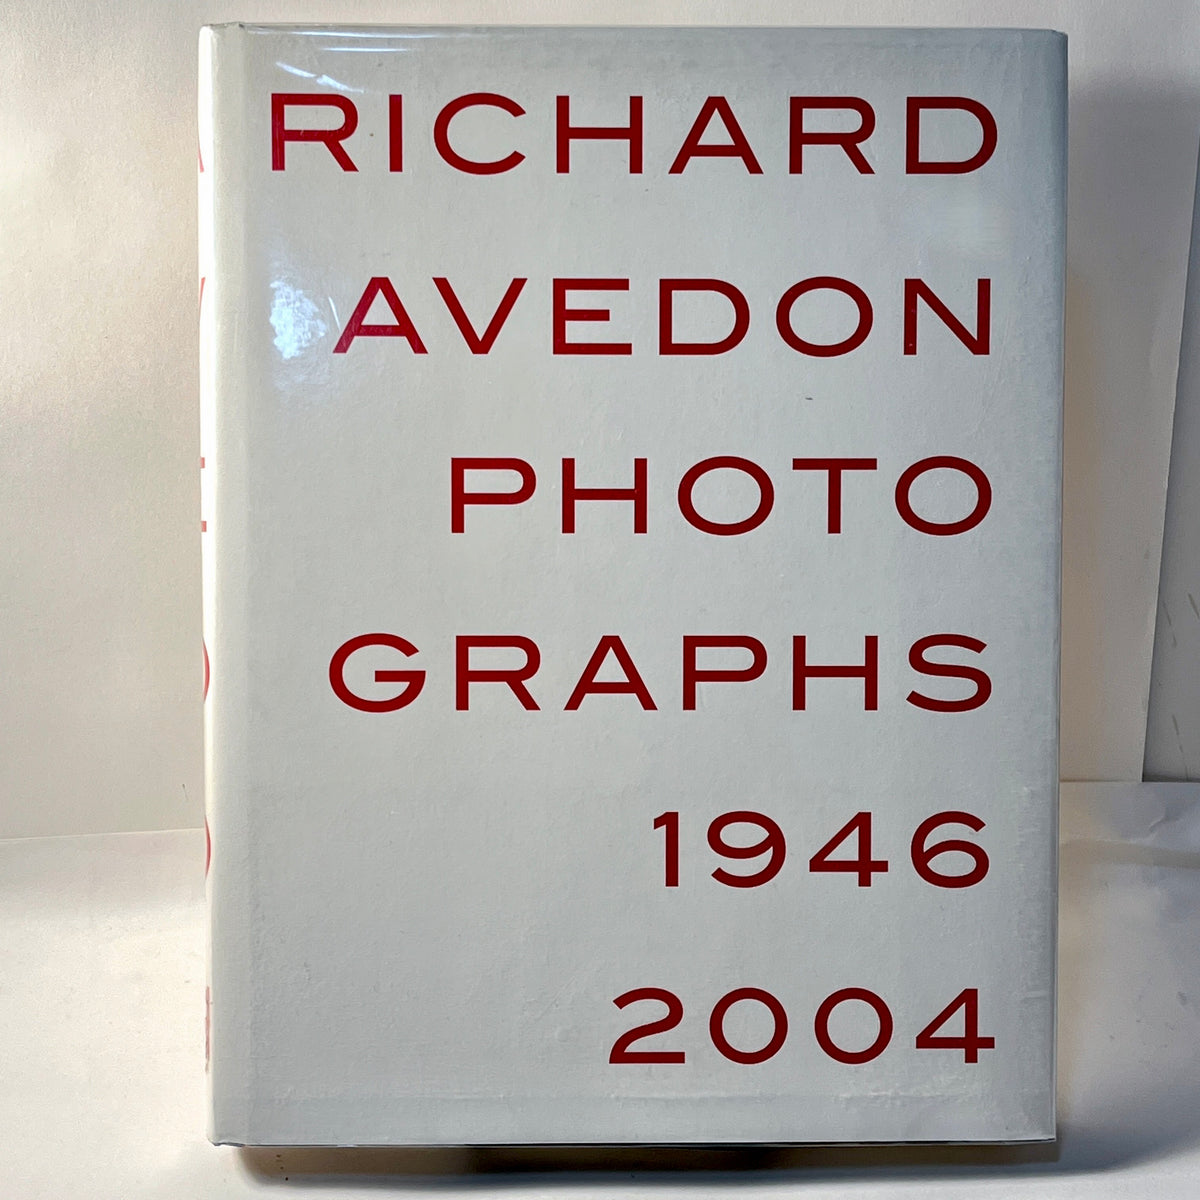 RICHARD
AVEDON
PHOTO
GRAPHS
1946
2004